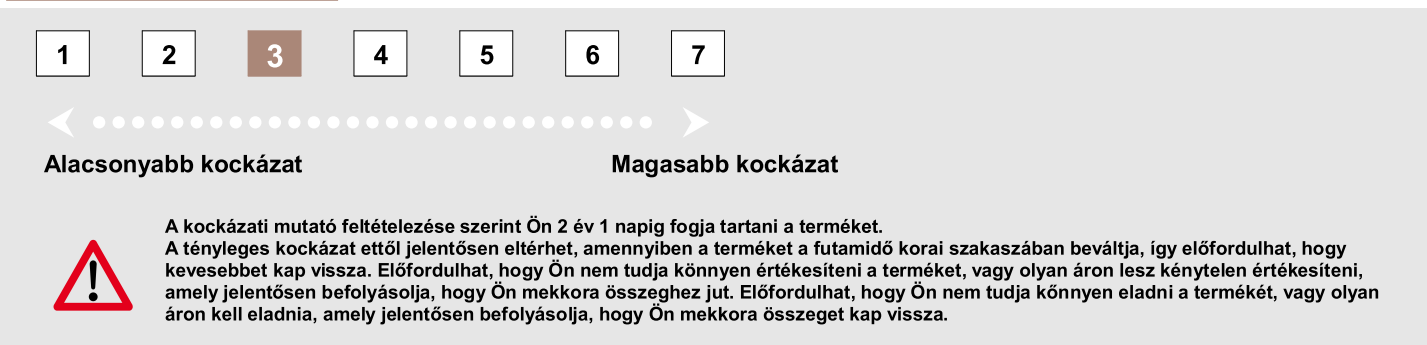 1 2 3 4 5 6 7
Alacsonyabb kockázat Magasabb kockázat
A kockázati mutató feltételezése szerint Ön 2 év 1 napig fogja tartani a terméket.
A tényleges kockázat ettől jelentősen eltérhet, amennyiben a terméket a futamidő korai szakaszában beváltja, így előfordulhat, hogy
kevesebbet kap vissza. Előfordulhat, hogy Ön nem tudja könnyen értékesíteni a terméket, vagy olyan áron lesz kénytelen értékesíteni,
amely jelentősen befolyásolja, hogy Ön mekkora összeghez jut. Előfordulhat, hogy Ön nem tudja kőnnyen eladni a termékét, vagy olyan
áron kell eladnia, amely jelentősen befolyásolja, hogy Ön mekkora összeget kap vissza.